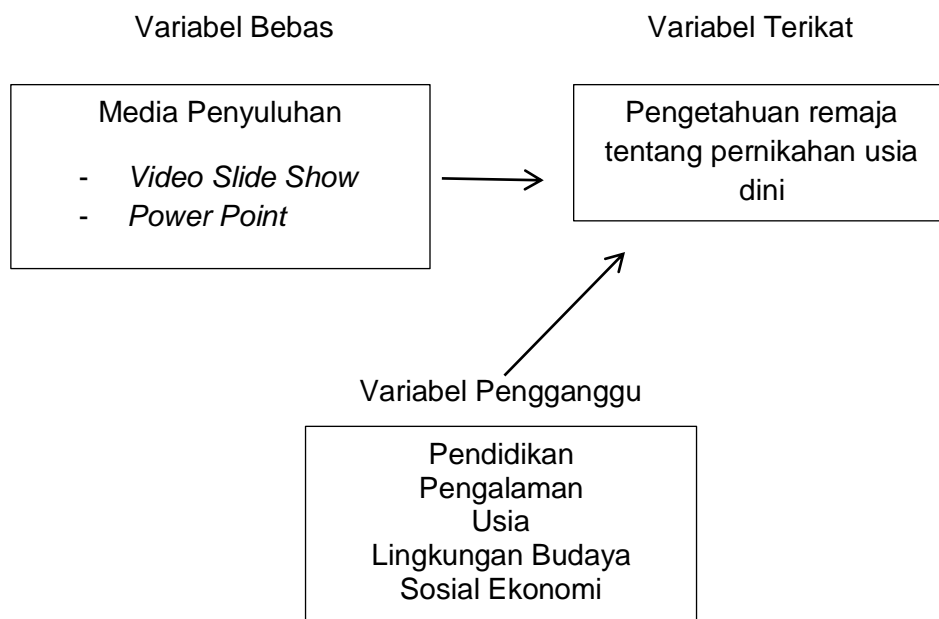 Variabel Bebas
Variabel Terikat
Media Penyuluhan
- Video Slide Show
- Power Point
Pengetahuan remaja
tentang pernikahan usia
dini
Variabel Pengganggu
Pendidikan
Pengalaman
Usia
Lingkungan Budaya
Sosial Ekonomi